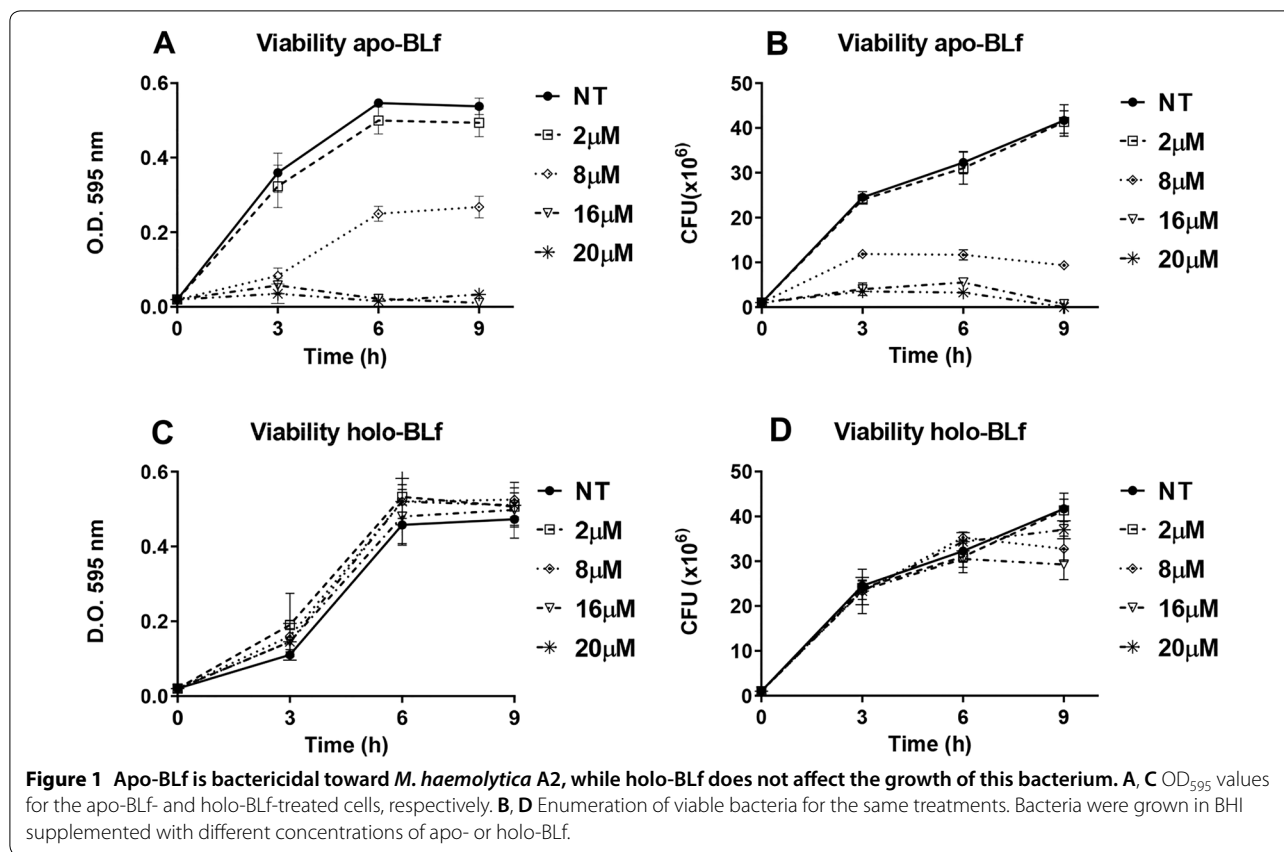 A Viability apo-BLf
O.D. 595 nm
0.6
0.4
0.2
0.0
0 3 6 9
Time (h)
NT
2μM
8μM
16μM
20μM
B Viability apo-BLf
CFU(x10⁶)
50
40
30
20
10
0
0 3 6 9
Time (h)
NT
2μM
8μM
16μM
20μM
C Viability holo-BLf
D.O. 595 nm
0.6
0.4
0.2
0.0
0 3 6 9
Time (h)
NT
2μM
8μM
16μM
20μM
D Viability holo-BLf
CFU (x10⁶)
50
40
30
20
10
0
0 3 6 9
Time (h)
NT
2μM
8μM
16μM
20μM
Figure 1 Apo-BLf is bactericidal toward M. haemolytica A2, while holo-BLf does not affect the growth of this bacterium. A, C OD₅₉₅ values
for the apo-BLf- and holo-BLf-treated cells, respectively. B, D Enumeration of viable bacteria for the same treatments. Bacteria were grown in BHI
supplemented with different concentrations of apo- or holo-BLf.